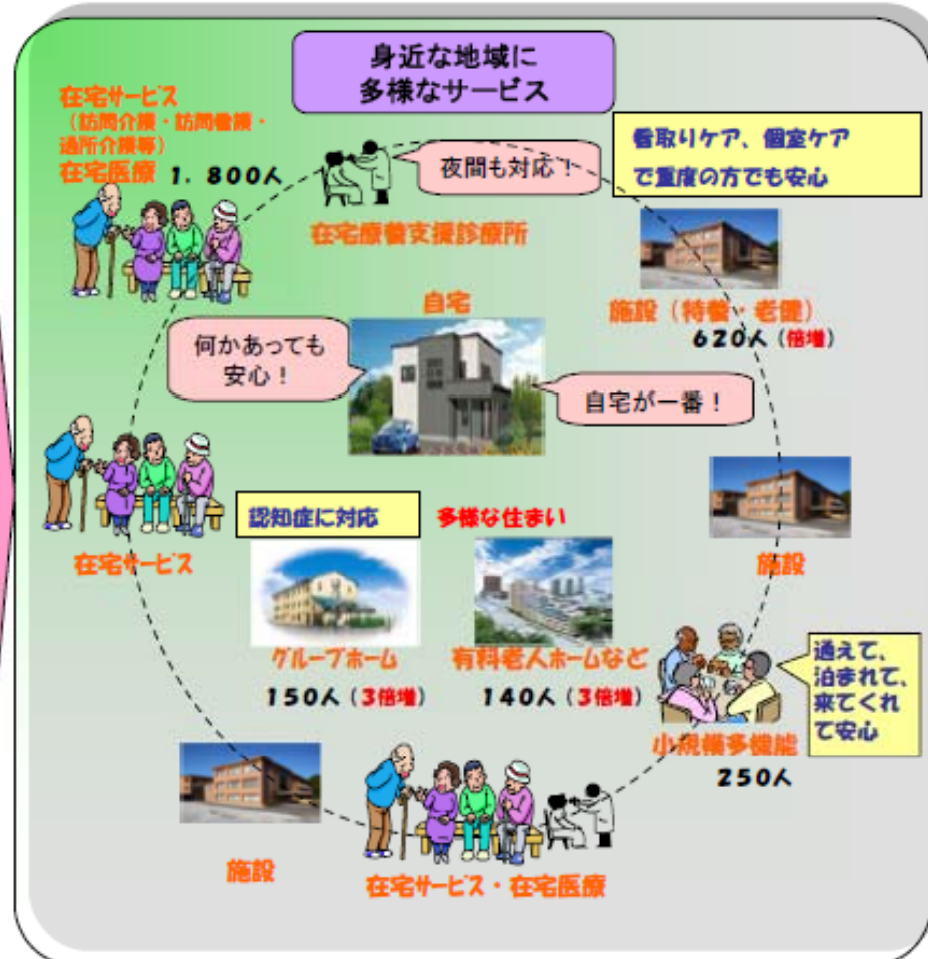 身近な地域に
多様なサービス
在宅サービス
（訪問介護・訪問看護・
通所介護等）
在宅医療 1．800人
夜間も対応！
在宅療養支援診療所
看取りケア、個室ケア
で重度の方でも安心
施設（特養・老健）
620人（倍増）
自宅
何かあっても
安心！
自宅が一番！
在宅サービス
認知症に対応
多様な住まい
施設
グループホーム
150人（3倍増）
有料老人ホームなど
140人（3倍増）
通えて、
泊まれて、
来てくれ
て安心
小規模多機能
250人
施設
在宅サービス・在宅医療